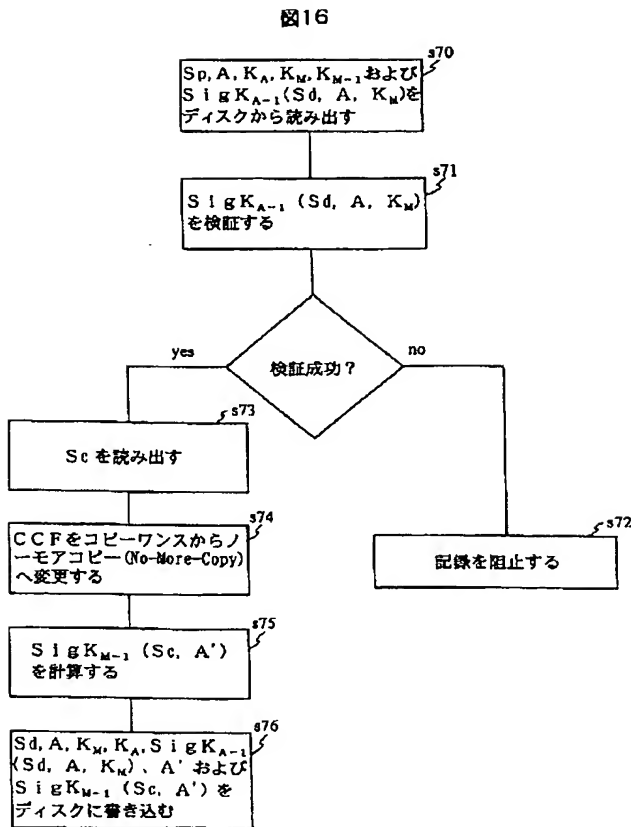 図16
s70
Sp, A, K_A, K_M, K_M-1および
SigK_A-1(Sd, A, K_M)を
ディスクから読み出す
s71
SigK_A-1 (Sd, A, K_M)
を検証する
検証成功?
yes
no
s73
Scを読み出す
s74
CCFをコピーワンスからノ
ーモアコピー(No-More-Copy)
へ変更する
s72
記録を阻止する
s75
SigK_M-1 (Sc, A')
を計算する
s76
Sd, A, K_M, K_A, SigK_A-1
(Sd, A, K_M)、A' および
SigK_M-1 (Sc, A')を
ディスクに書き込む